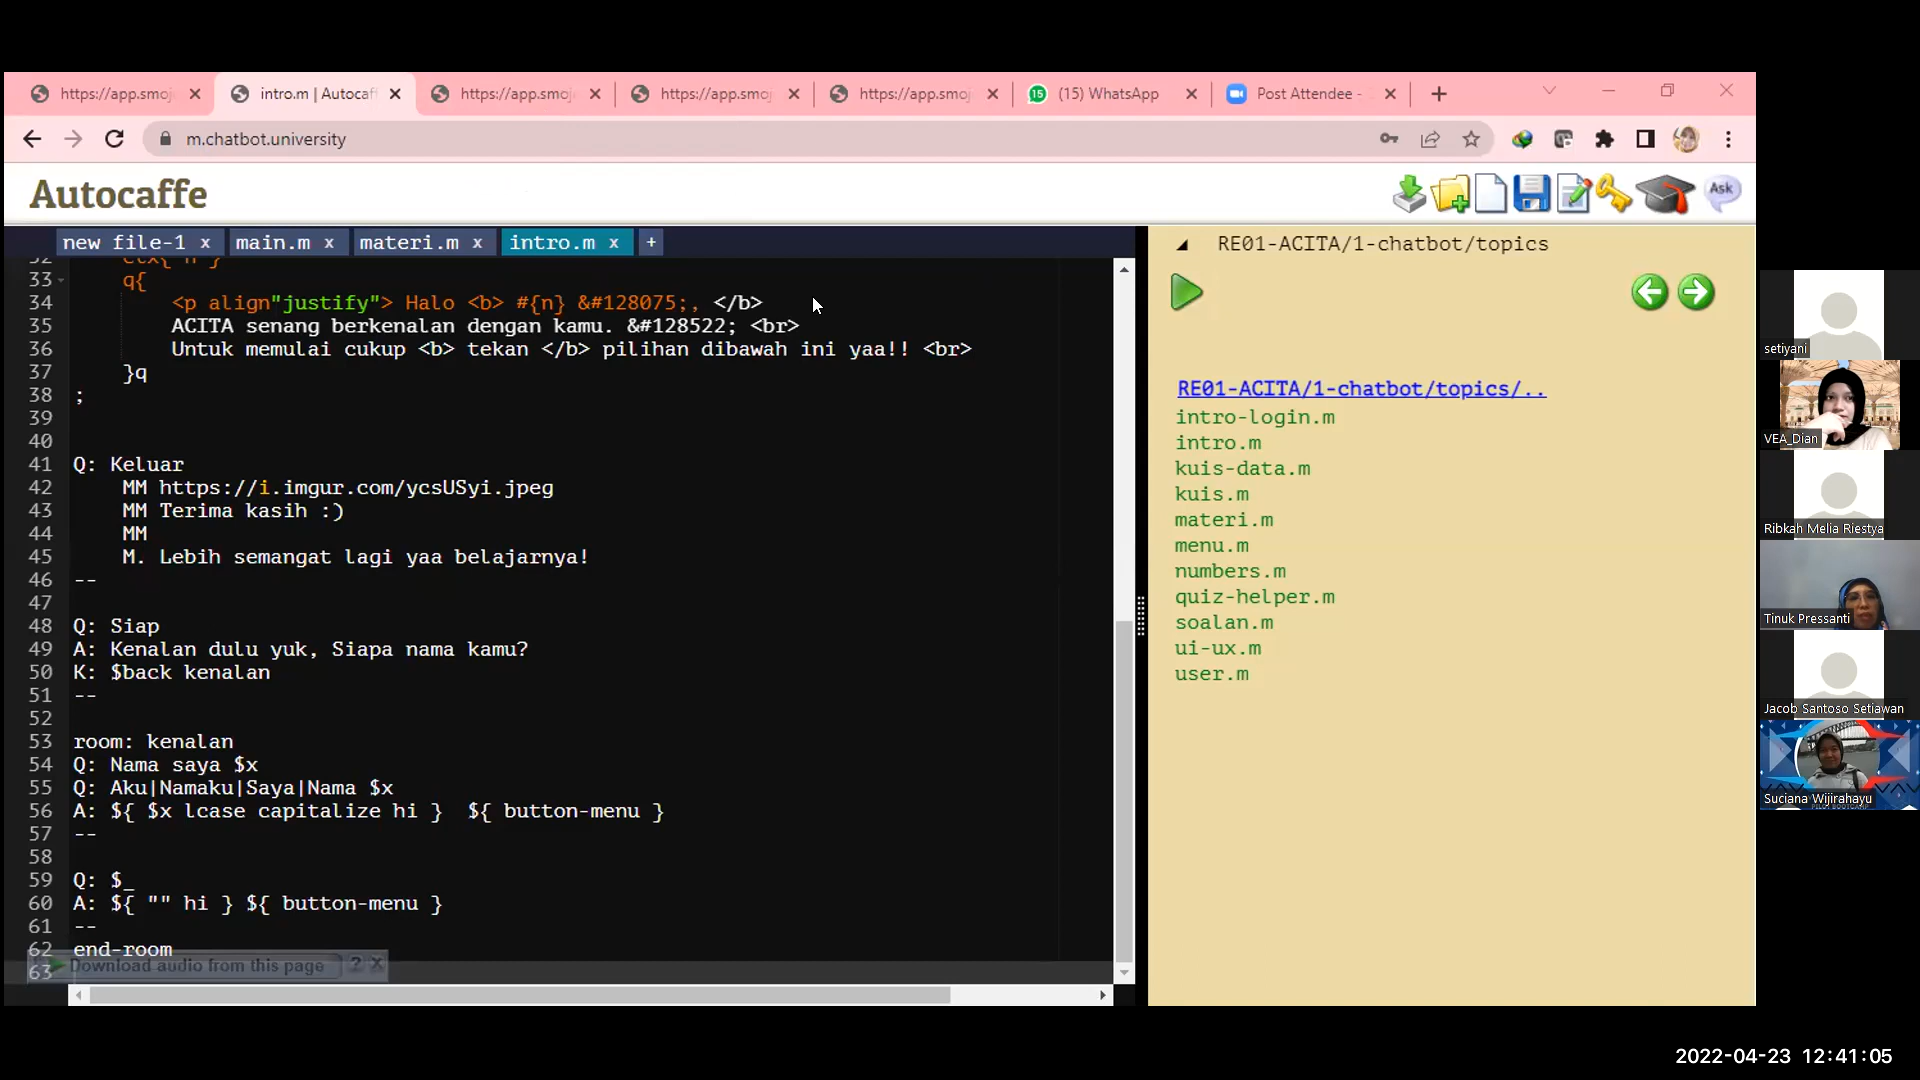 https://app.smoj
intro.m | Autocaf
https://app.smoj
https://app.smoj
https://app.smoj
(15) WhatsApp
Post Attendee -
m.chatbot.university
Autocaffe
Ask
new file-1 x
main.m x
materi.m x
intro.m x
+
RE01-ACITA/1-chatbot/topics
33 q{
34 <p align"justify"> Halo <b> #{n} &#128075;, </b>
35 ACITA senang berkenalan dengan kamu. &#128522; <br>
36 Untuk memulai cukup <b> tekan </b> pilihan dibawah ini yaa!! <br>
37 }q
38 ;
39
40
41 Q: Keluar
42 MM https://i.imgur.com/ycsUSyi.jpeg
43 MM Terima kasih :)
44 MM
45 M. Lebih semangat lagi yaa belajarnya!
46 --
47
48 Q: Siap
49 A: Kenalan dulu yuk, Siapa nama kamu?
50 K: $back kenalan
51 --
52
53 room: kenalan
54 Q: Nama saya $x
55 Q: Aku|Namaku|Saya|Nama $x
56 A: ${ $x lcase capitalize hi } ${ button-menu }
57 --
58
59 Q: $_
60 A: ${ "" hi } ${ button-menu }
61 --
62 end-room
63
Download audio from this page ? X
RE01-ACITA/1-chatbot/topics/..
intro-login.m
intro.m
kuis-data.m
kuis.m
materi.m
menu.m
numbers.m
quiz-helper.m
soalan.m
ui-ux.m
user.m
setiyani
VEA_Dian
Ribkah Melia Riestya
Tinuk Pressanti
Jacob Santoso Setiawan
Suciana Wijirahayu
2022-04-23 12:41:05